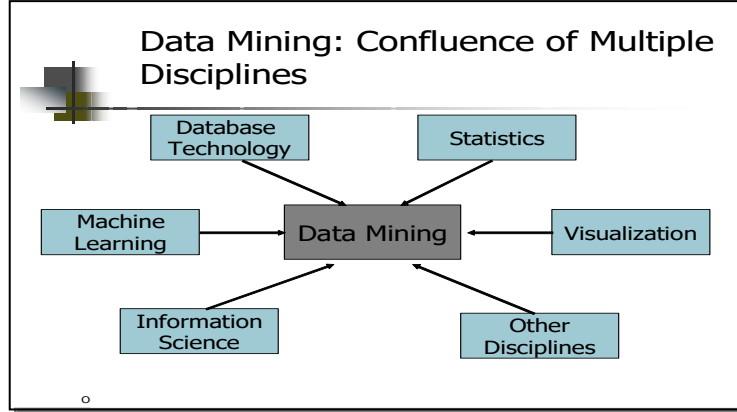 Data Mining: Confluence of Multiple
Disciplines
Database
Technology
Statistics
Machine
Learning
Data Mining
Visualization
Information
Science
Other
Disciplines
O